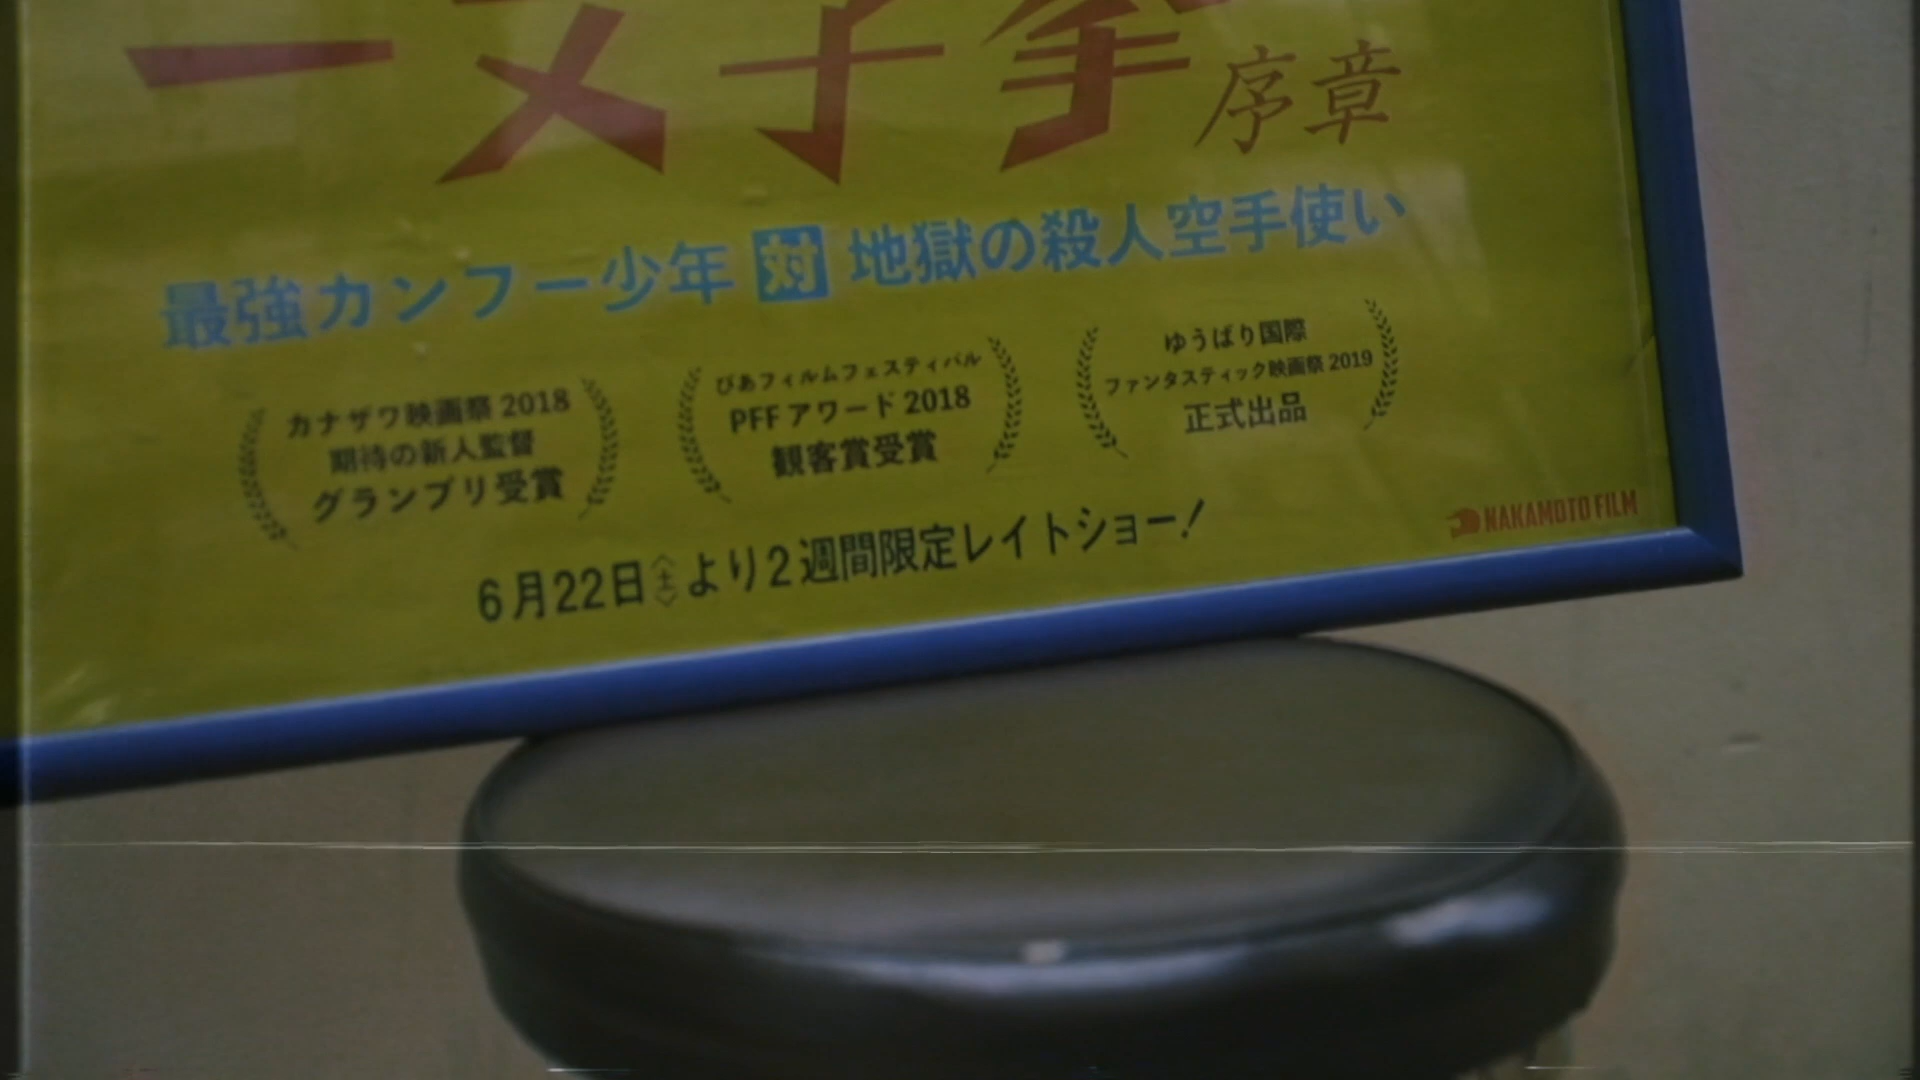 一文字拳 序章
最強カンフー少年 対 地獄の殺人空手使い
カナザワ映画祭 2018
期待の新人監督
グランプリ受賞
ぴあフィルムフェスティバル
PFF アワード 2018
観客賞受賞
ゆうばり国際
ファンタスティック映画祭 2019
正式出品
6月22日〈土〉より2週間限定レイトショー!
NAKAMOTO FILM